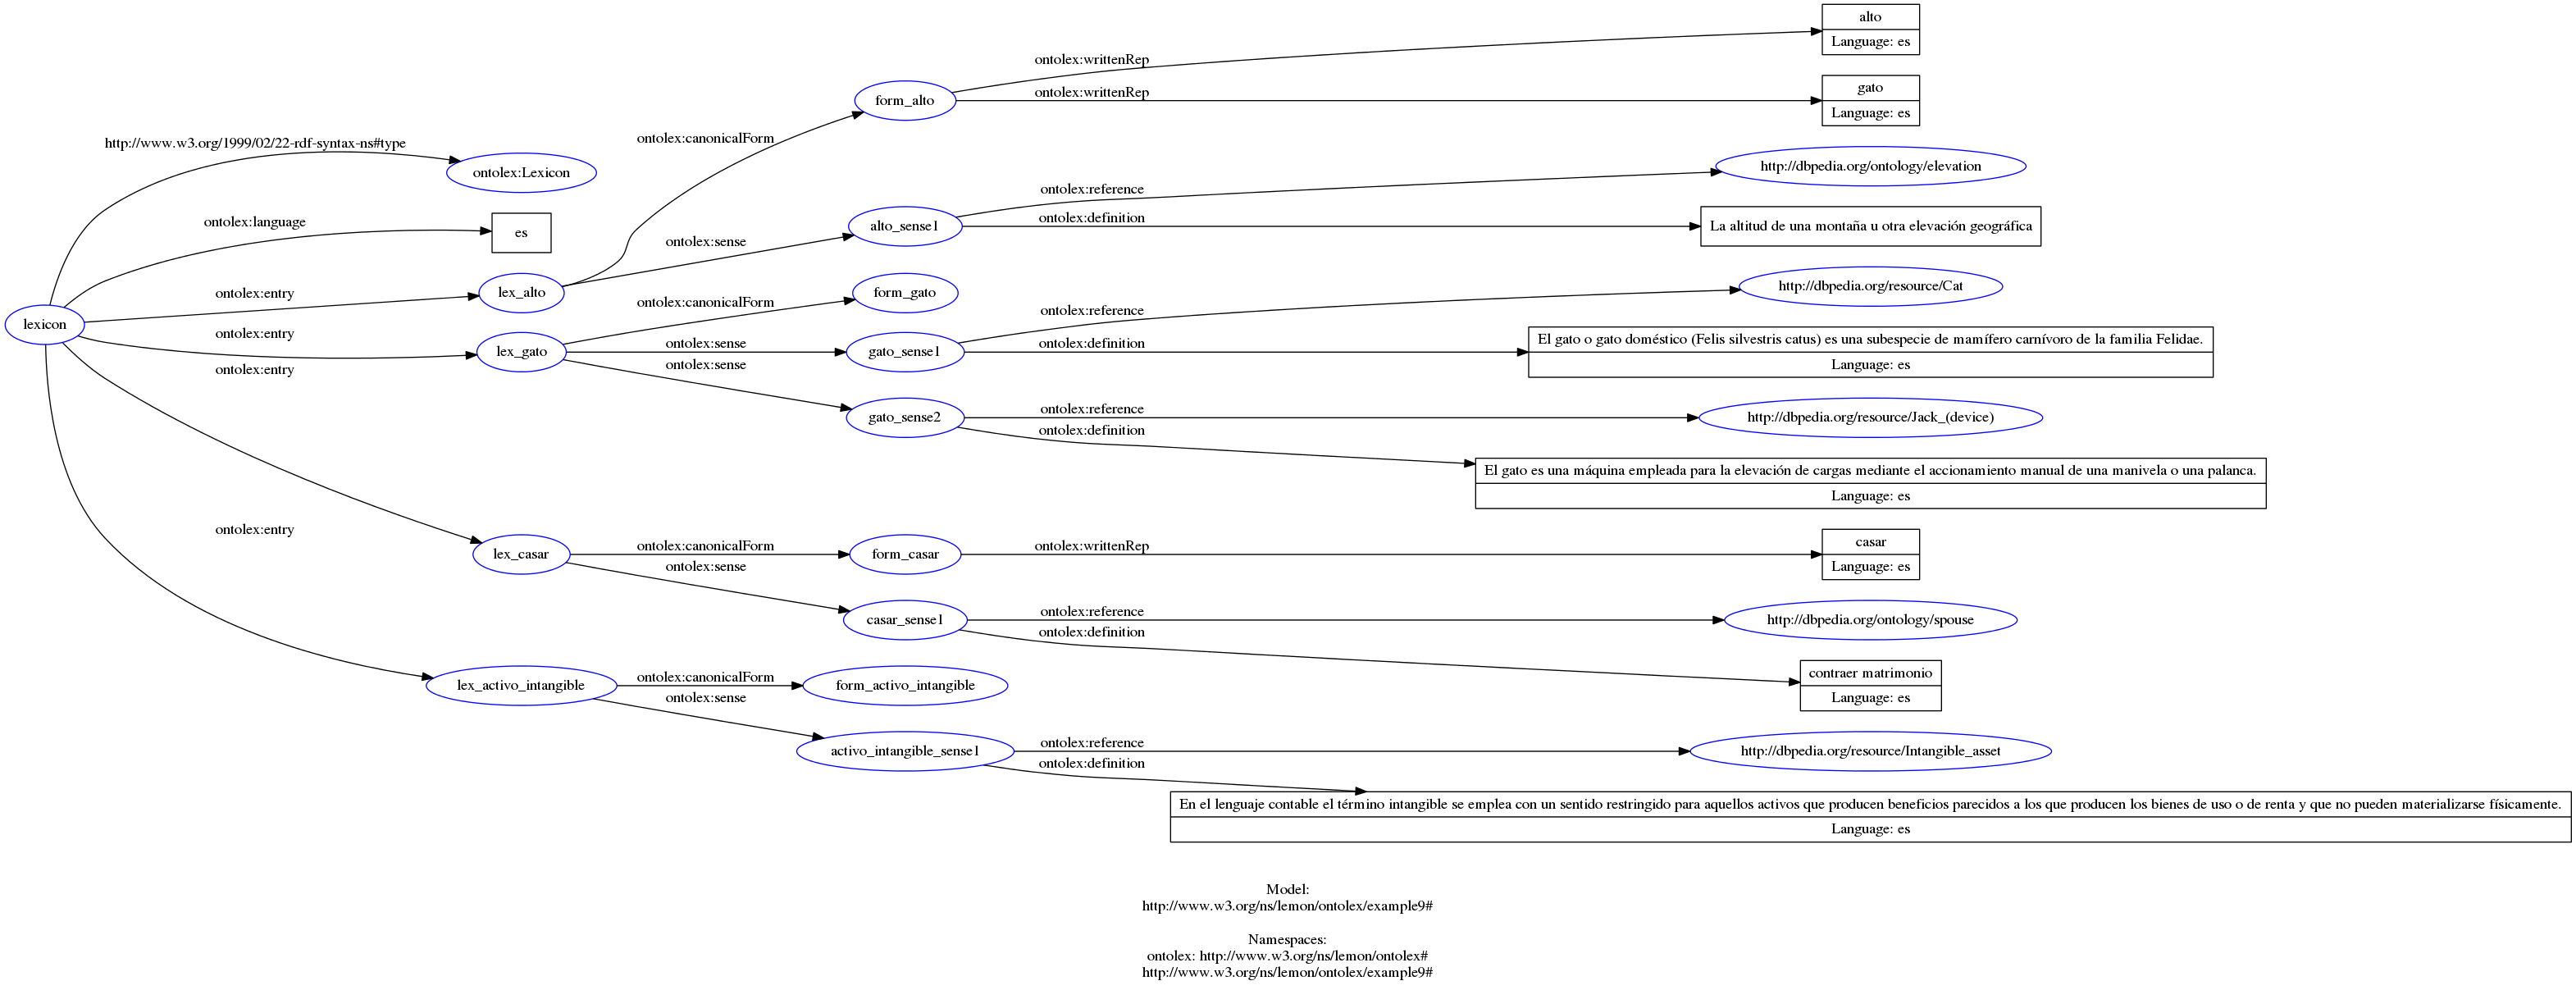 alto
Language: es
ontolex:writtenRep
gato
Language: es
ontolex:writtenRep
form_alto
ontolex:canonicalForm
http://www.w3.org/1999/02/22-rdf-syntax-ns#type
ontolex:Lexicon
http://dbpedia.org/ontology/elevation
ontolex:reference
ontolex:language
es
ontolex:sense
alto_sense1
ontolex:definition
La altitud de una montaña u otra elevación geográfica
ontolex:entry
lex_alto
ontolex:canonicalForm
form_gato
http://dbpedia.org/resource/Cat
ontolex:reference
lexicon
ontolex:entry
lex_gato
ontolex:sense
gato_sense1
ontolex:definition
El gato o gato doméstico (Felis silvestris catus) es una subespecie de mamífero carnívoro de la familia Felidae.
Language: es
ontolex:entry
ontolex:sense
gato_sense2
ontolex:reference
http://dbpedia.org/resource/Jack_(device)
ontolex:definition
El gato es una máquina empleada para la elevación de cargas mediante el accionamiento manual de una manivela o una palanca.
Language: es
ontolex:entry
lex_casar
ontolex:canonicalForm
form_casar
ontolex:writtenRep
casar
Language: es
ontolex:sense
casar_sense1
ontolex:reference
http://dbpedia.org/ontology/spouse
ontolex:definition
contraer matrimonio
Language: es
lex_activo_intangible
ontolex:canonicalForm
form_activo_intangible
ontolex:sense
activo_intangible_sense1
ontolex:reference
http://dbpedia.org/resource/Intangible_asset
ontolex:definition
En el lenguaje contable el término intangible se emplea con un sentido restringido para aquellos activos que producen beneficios parecidos a los que producen los bienes de uso o de renta y que no pueden materializarse físicamente.
Language: es
Model:
http://www.w3.org/ns/lemon/ontolex/example9#
Namespaces:
ontolex: http://www.w3.org/ns/lemon/ontolex#
http://www.w3.org/ns/lemon/ontolex/example9#